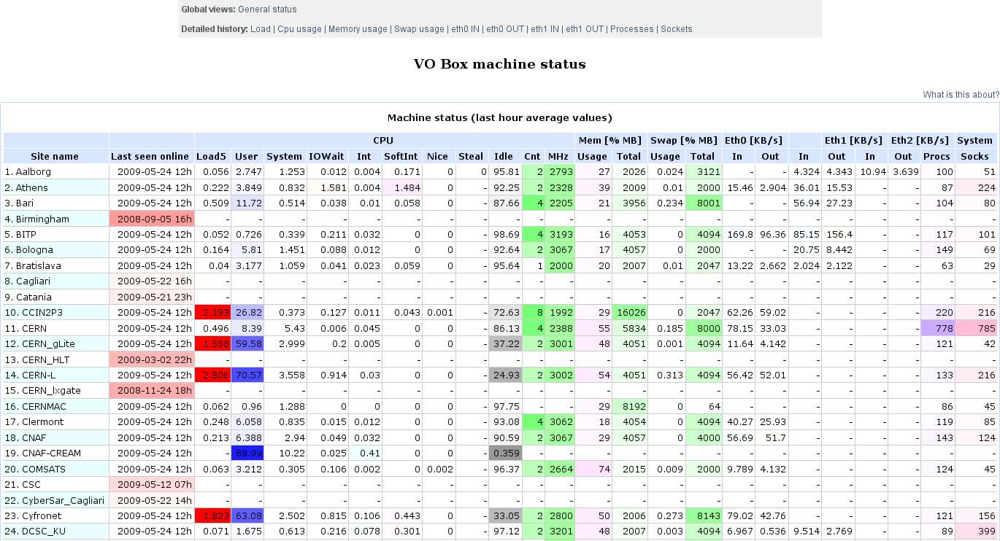 Global views: General status
Detailed history: Load | Cpu usage | Memory usage | Swap usage | eth0 IN | eth0 OUT | eth1 IN | eth1 OUT | Processes | Sockets
VO Box machine status
What is this about?
Machine status (last hour average values)
CPU Mem [% MB] Swap [% MB] Eth0 [KB/s] Eth1 [KB/s] Eth2 [KB/s] System
Site name Last seen online Load5 User System IOWait Int SoftInt Nice Steal Idle Cnt MHz Usage Total Usage Total In Out In Out In Out Procs Socks
1. Aalborg 2009-05-24 12h 0.056 2.747 1.253 0.012 0.004 0.171 0 0 95.81 2 2793 27 2026 0.024 3121 - - 4.324 4.343 10.94 3.639 100 51
2. Athens 2009-05-24 12h 0.222 3.849 0.832 1.581 0.004 1.484 0 - 92.25 2 2328 39 2009 0.01 2000 15.46 2.904 36.01 15.53 - - 87 224
3. Bari 2009-05-24 12h 0.509 11.72 0.514 0.038 0.01 0.058 0 - 87.66 4 2205 21 3956 0.234 8001 - - 56.94 27.23 - - 104 80
4. Birmingham 2008-09-05 16h - - - - - - - - - - - - - - - - - - - - - - -
5. BITP 2009-05-24 12h 0.052 0.726 0.339 0.211 0.032 0 0 - 98.69 4 3193 16 4053 0 4094 169.8 96.36 85.15 156.4 - - 117 101
6. Bologna 2009-05-24 12h 0.164 5.81 1.451 0.088 0.012 0 0 - 92.64 2 3067 17 4057 0 2000 - - 20.75 8.442 - - 149 69
7. Bratislava 2009-05-24 12h 0.04 3.177 1.059 0.041 0.023 0.059 0 - 95.64 1 2000 20 2007 0.01 2047 13.22 2.662 2.024 2.122 - - 63 29
8. Cagliari 2009-05-22 16h - - - - - - - - - - - - - - - - - - - - - - -
9. Catania 2009-05-21 23h - - - - - - - - - - - - - - - - - - - - - - -
10. CCIN2P3 2009-05-24 12h 2.193 26.82 0.373 0.127 0.011 0.043 0.001 - 72.63 8 1992 29 16026 0 2047 62.26 59.02 - - - - 220 216
11. CERN 2009-05-24 12h 0.496 8.39 5.43 0.006 0.045 0 0 - 86.13 4 2388 55 5834 0.185 8000 78.15 33.03 - - - - 778 785
12. CERN_gLite 2009-05-24 12h 1.588 59.58 2.999 0.2 0.005 0 0 - 37.22 2 3001 48 4051 0.001 4094 11.64 4.142 - - - - 121 42
13. CERN_HLT 2009-03-02 22h - - - - - - - - - - - - - - - - - - - - - - -
14. CERN-L 2009-05-24 12h 2.806 70.57 3.558 0.914 0.03 0 0 - 24.93 2 3002 54 4051 0.313 4094 56.42 52.01 - - - - 133 216
15. CERN_lxgate 2008-11-24 18h - - - - - - - - - - - - - - - - - - - - - - -
16. CERNMAC 2009-05-24 12h 0.062 0.96 1.288 0 0 0 0 - 97.75 - - 29 8192 0 64 - - - - - - 86 45
17. Clermont 2009-05-24 12h 0.248 6.058 0.835 0.015 0.012 0 0 - 93.08 4 3062 18 4054 0 4094 40.27 25.93 - - - - 119 85
18. CNAF 2009-05-24 12h 0.213 6.388 2.94 0.049 0.032 0 0 - 90.59 2 3067 29 4057 0 4000 56.69 51.7 - - - - 143 124
19. CNAF-CREAM 2009-05-24 12h - 88.99 10.22 0.025 0.41 0 0 - 0.359 - - - - - - - - - - - - - -
20. COMSATS 2009-05-24 12h 0.063 3.212 0.305 0.106 0.002 0 0.002 - 96.37 2 2664 74 2015 0.009 2000 9.789 4.132 - - - - 124 45
21. CSC 2009-05-12 07h - - - - - - - - - - - - - - - - - - - - - - -
22. CyberSar_Cagliari 2009-05-22 14h - - - - - - - - - - - - - - - - - - - - - - -
23. Cyfronet 2009-05-24 12h 1.823 63.08 2.502 0.815 0.106 0.443 0 - 33.05 2 2800 50 2006 0.273 8143 79.02 42.76 - - - - 121 156
24. DCSC_KU 2009-05-24 12h 0.071 1.675 0.613 0.216 0.078 0.301 0 - 97.12 2 3201 48 2007 0.003 4094 6.967 0.536 9.514 2.769 - - 89 399